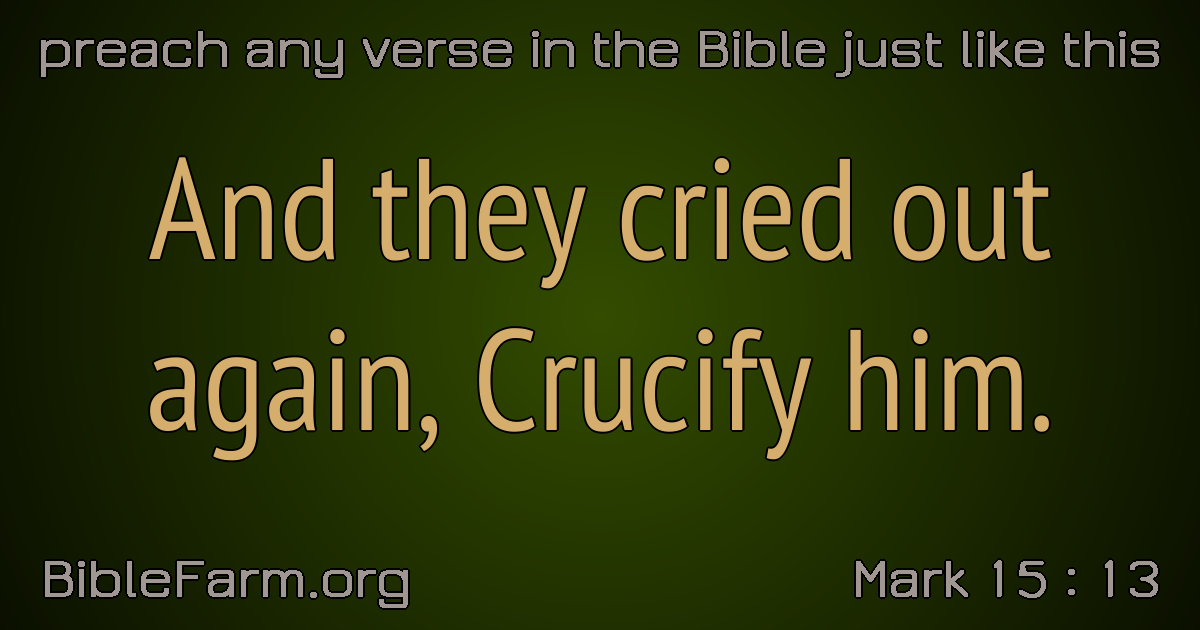 preach any verse in the Bible just like this
And they cried out
again, Crucify him.
BibleFarm.org
Mark 15 : 13